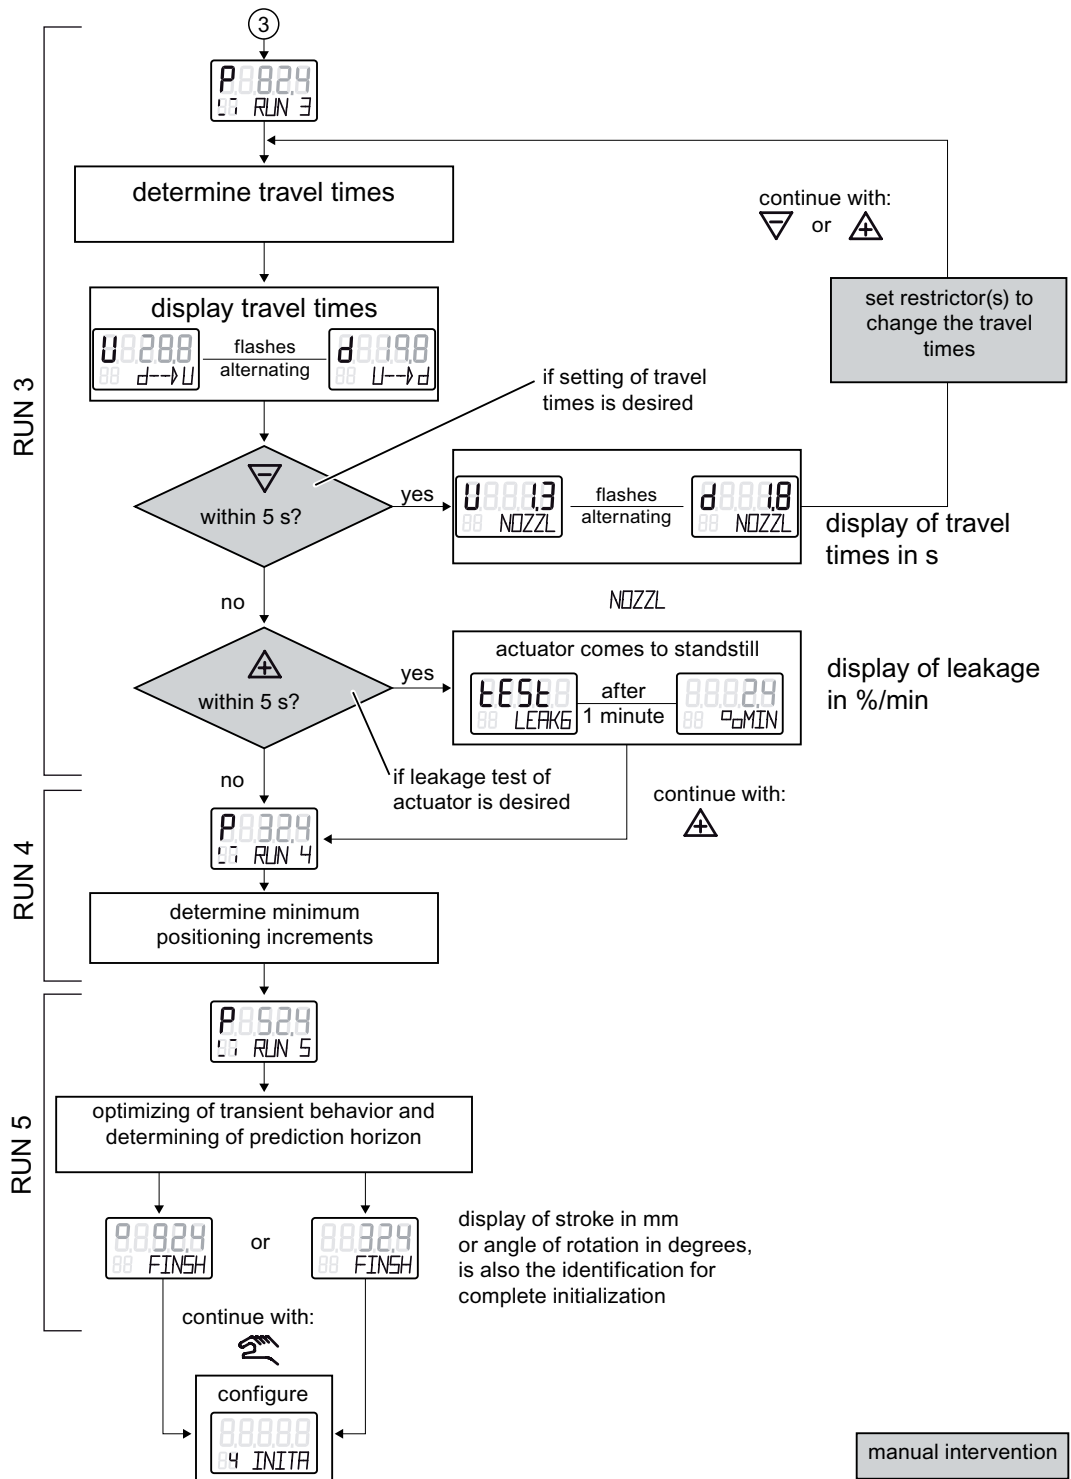 3
P 82.4
RUN 3
determine travel times
continue with:
or
set restrictor(s) to
change the travel
times
display travel times
U 28.8
d-->U
flashes
alternating
d 19.8
U-->d
if setting of travel
times is desired
RUN 3
within 5 s?
yes
U 1.3
NOZZL
flashes
alternating
d 1.8
NOZZL
display of travel
times in s
no
NOZZL
within 5 s?
yes
actuator comes to standstill
tESt
LEAKG
after
1 minute
2.4
%MIN
display of leakage
in %/min
no
if leakage test of
actuator is desired
continue with:
RUN 4
P 32.4
RUN 4
determine minimum
positioning increments
RUN 5
P 52.4
RUN 5
optimizing of transient behavior and
determining of prediction horizon
° 92.4
FINSH
or
32.4
FINSH
display of stroke in mm
or angle of rotation in degrees,
is also the identification for
complete initialization
continue with:
configure
4 INITA
manual intervention